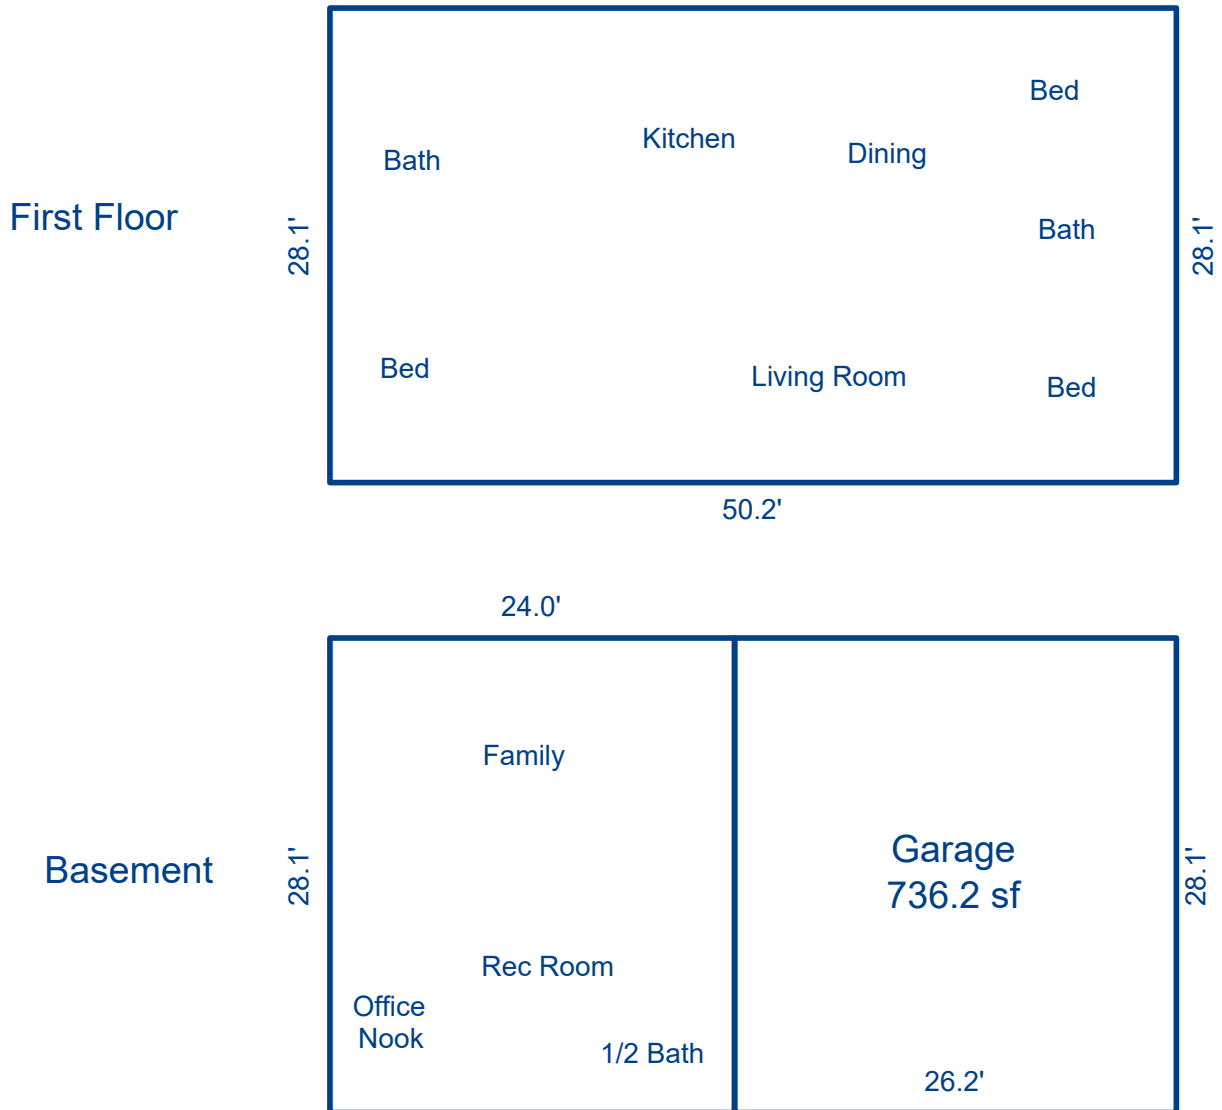 Bed
Kitchen
Dining
Bath
First Floor
28.1'
Bath
28.1'
Bed
Living Room
Bed
50.2'
24.0'
Family
Basement
28.1'
Garage
736.2 sf
28.1'
Rec Room
Office
Nook
1/2 Bath
26.2'